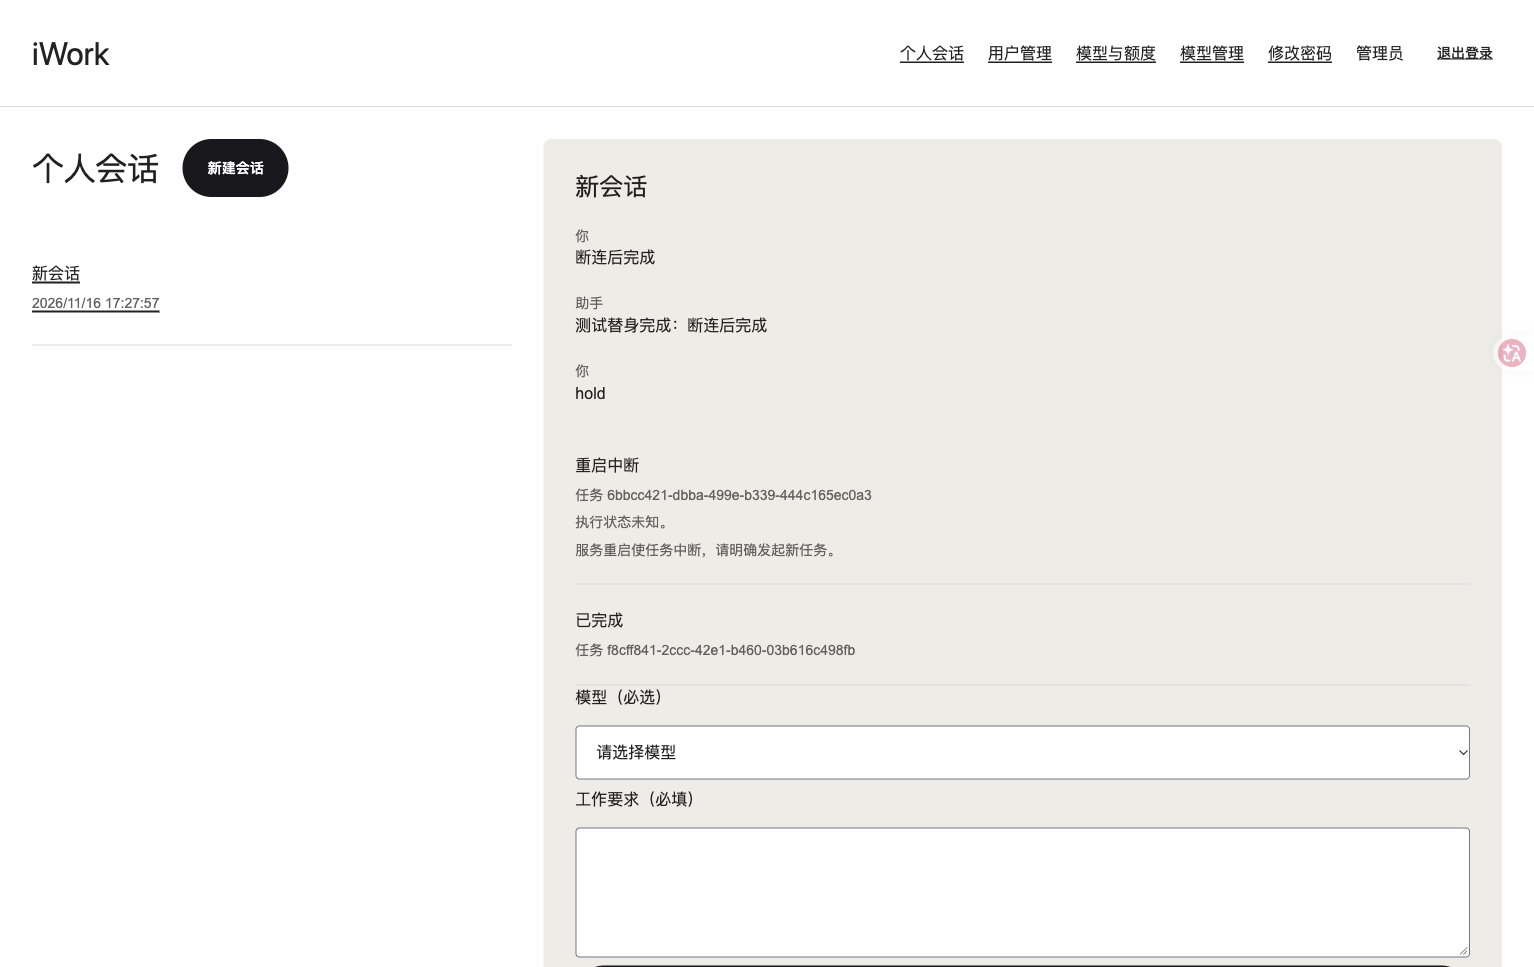 iWork
个人会话 用户管理 模型与额度 模型管理 修改密码 管理员 退出登录
个人会话 新建会话
新会话
2026/11/16 17:27:57
新会话
你
断连后完成
助手
测试替身完成：断连后完成
你
hold
重启中断
任务 6bbcc421-dbba-499e-b339-444c165ec0a3
执行状态未知。
服务重启使任务中断，请明确发起新任务。
已完成
任务 f8cff841-2ccc-42e1-b460-03b616c498fb
模型（必选）
请选择模型
工作要求（必填）